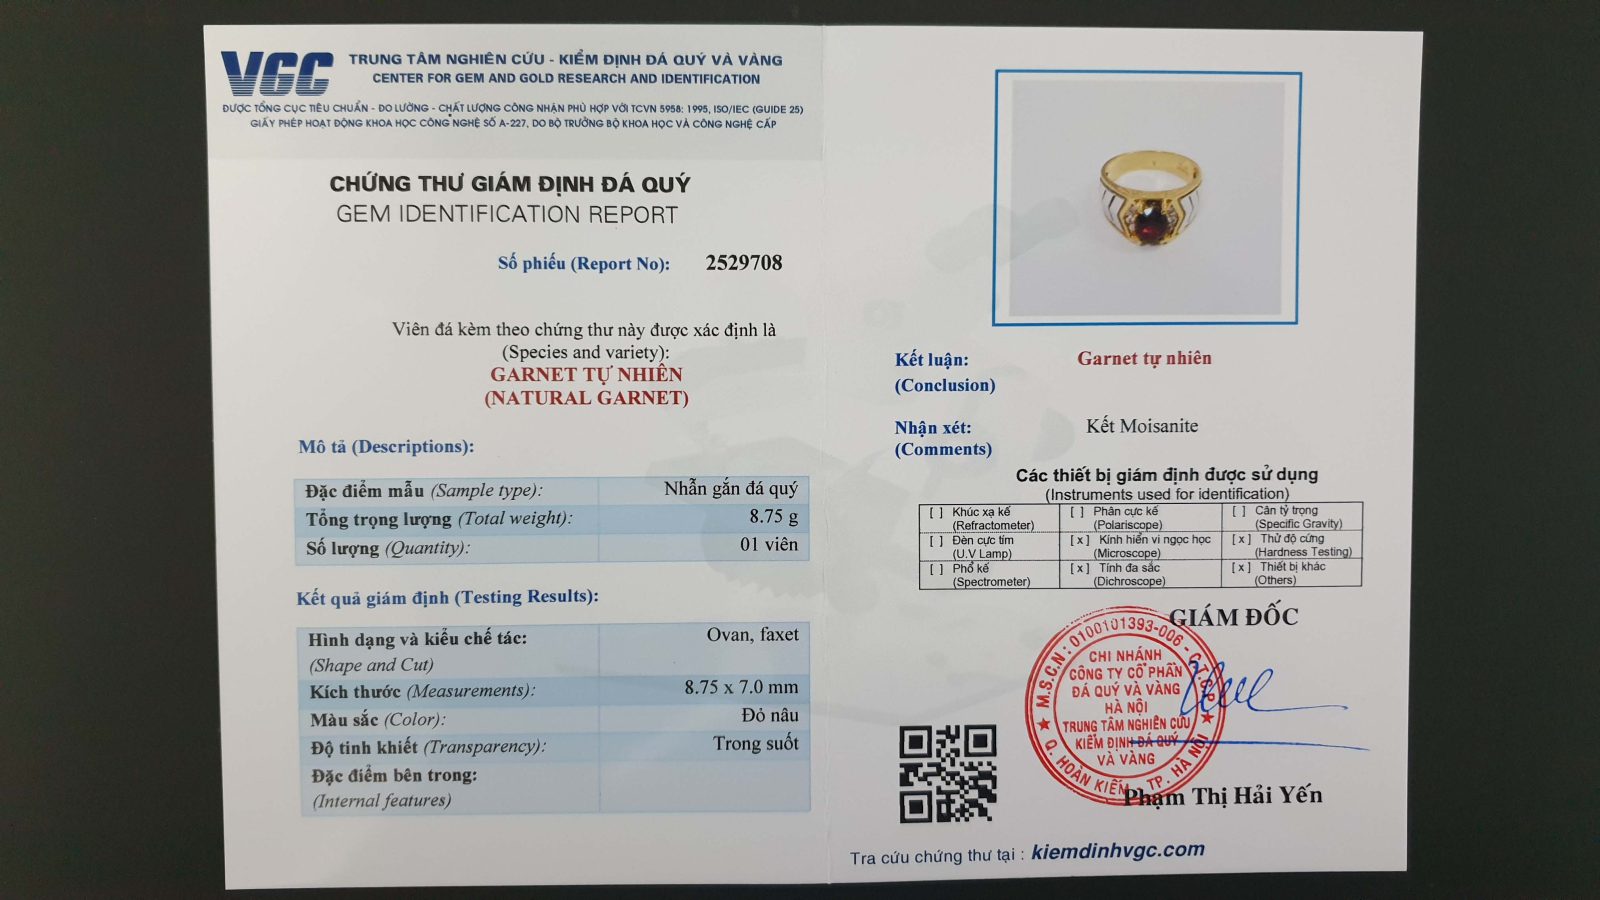 VGC
TRUNG TÂM NGHIÊN CỨU - KIỂM ĐỊNH ĐÁ QUÝ VÀ VÀNG
CENTER FOR GEM AND GOLD RESEARCH AND IDENTIFICATION
ĐƯỢC TỔNG CỤC TIÊU CHUẨN - ĐO LƯỜNG - CHẤT LƯỢNG CÔNG NHẬN PHÙ HỢP VỚI TCVN 5958: 1995, ISO/IEC (GUIDE 25)
GIẤY PHÉP HOẠT ĐỘNG KHOA HỌC CÔNG NGHỆ SỐ A-227, DO BỘ TRƯỞNG BỘ KHOA HỌC VÀ CÔNG NGHỆ CẤP
CHỨNG THƯ GIÁM ĐỊNH ĐÁ QUÝ
GEM IDENTIFICATION REPORT
Số phiếu (Report No): 2529708
Viên đá kèm theo chứng thư này được xác định là
(Species and variety):
GARNET TỰ NHIÊN
(NATURAL GARNET)
Mô tả (Descriptions):
Đặc điểm mẫu (Sample type): Nhẫn gắn đá quý
Tổng trọng lượng (Total weight): 8.75 g
Số lượng (Quantity): 01 viên
Kết quả giám định (Testing Results):
Hình dạng và kiểu chế tác: Ovan, faxet
(Shape and Cut)
Kích thước (Measurements): 8.75 x 7.0 mm
Màu sắc (Color): Đỏ nâu
Độ tinh khiết (Transparency): Trong suốt
Đặc điểm bên trong:
(Internal features)
Kết luận: Garnet tự nhiên
(Conclusion)
Nhận xét: Kết Moisanite
(Comments)
Các thiết bị giám định được sử dụng
(Instruments used for identification)
[ ] Khúc xạ kế [ ] Phân cực kế [ ] Cân tỷ trọng
(Refractometer) (Polariscope) (Specific Gravity)
[ ] Đèn cực tím [x] Kính hiển vi ngọc học [x] Thử độ cứng
(U.V Lamp) (Microscope) (Hardness Testing)
[ ] Phổ kế [x] Tính đa sắc [x] Thiết bị khác
(Spectrometer) (Dichroscope) (Others)
GIÁM ĐỐC
M.S.C.N: 0100101393-006 - C.T.C.P
CHI NHÁNH
CÔNG TY CỔ PHẦN
ĐÁ QUÝ VÀ VÀNG
HÀ NỘI
TRUNG TÂM NGHIÊN CỨU
KIỂM ĐỊNH ĐÁ QUÝ
VÀ VÀNG
Q. HOÀN KIẾM - TP. HÀ NỘI
Phạm Thị Hải Yến
Tra cứu chứng thư tại : kiemdinhvgc.com